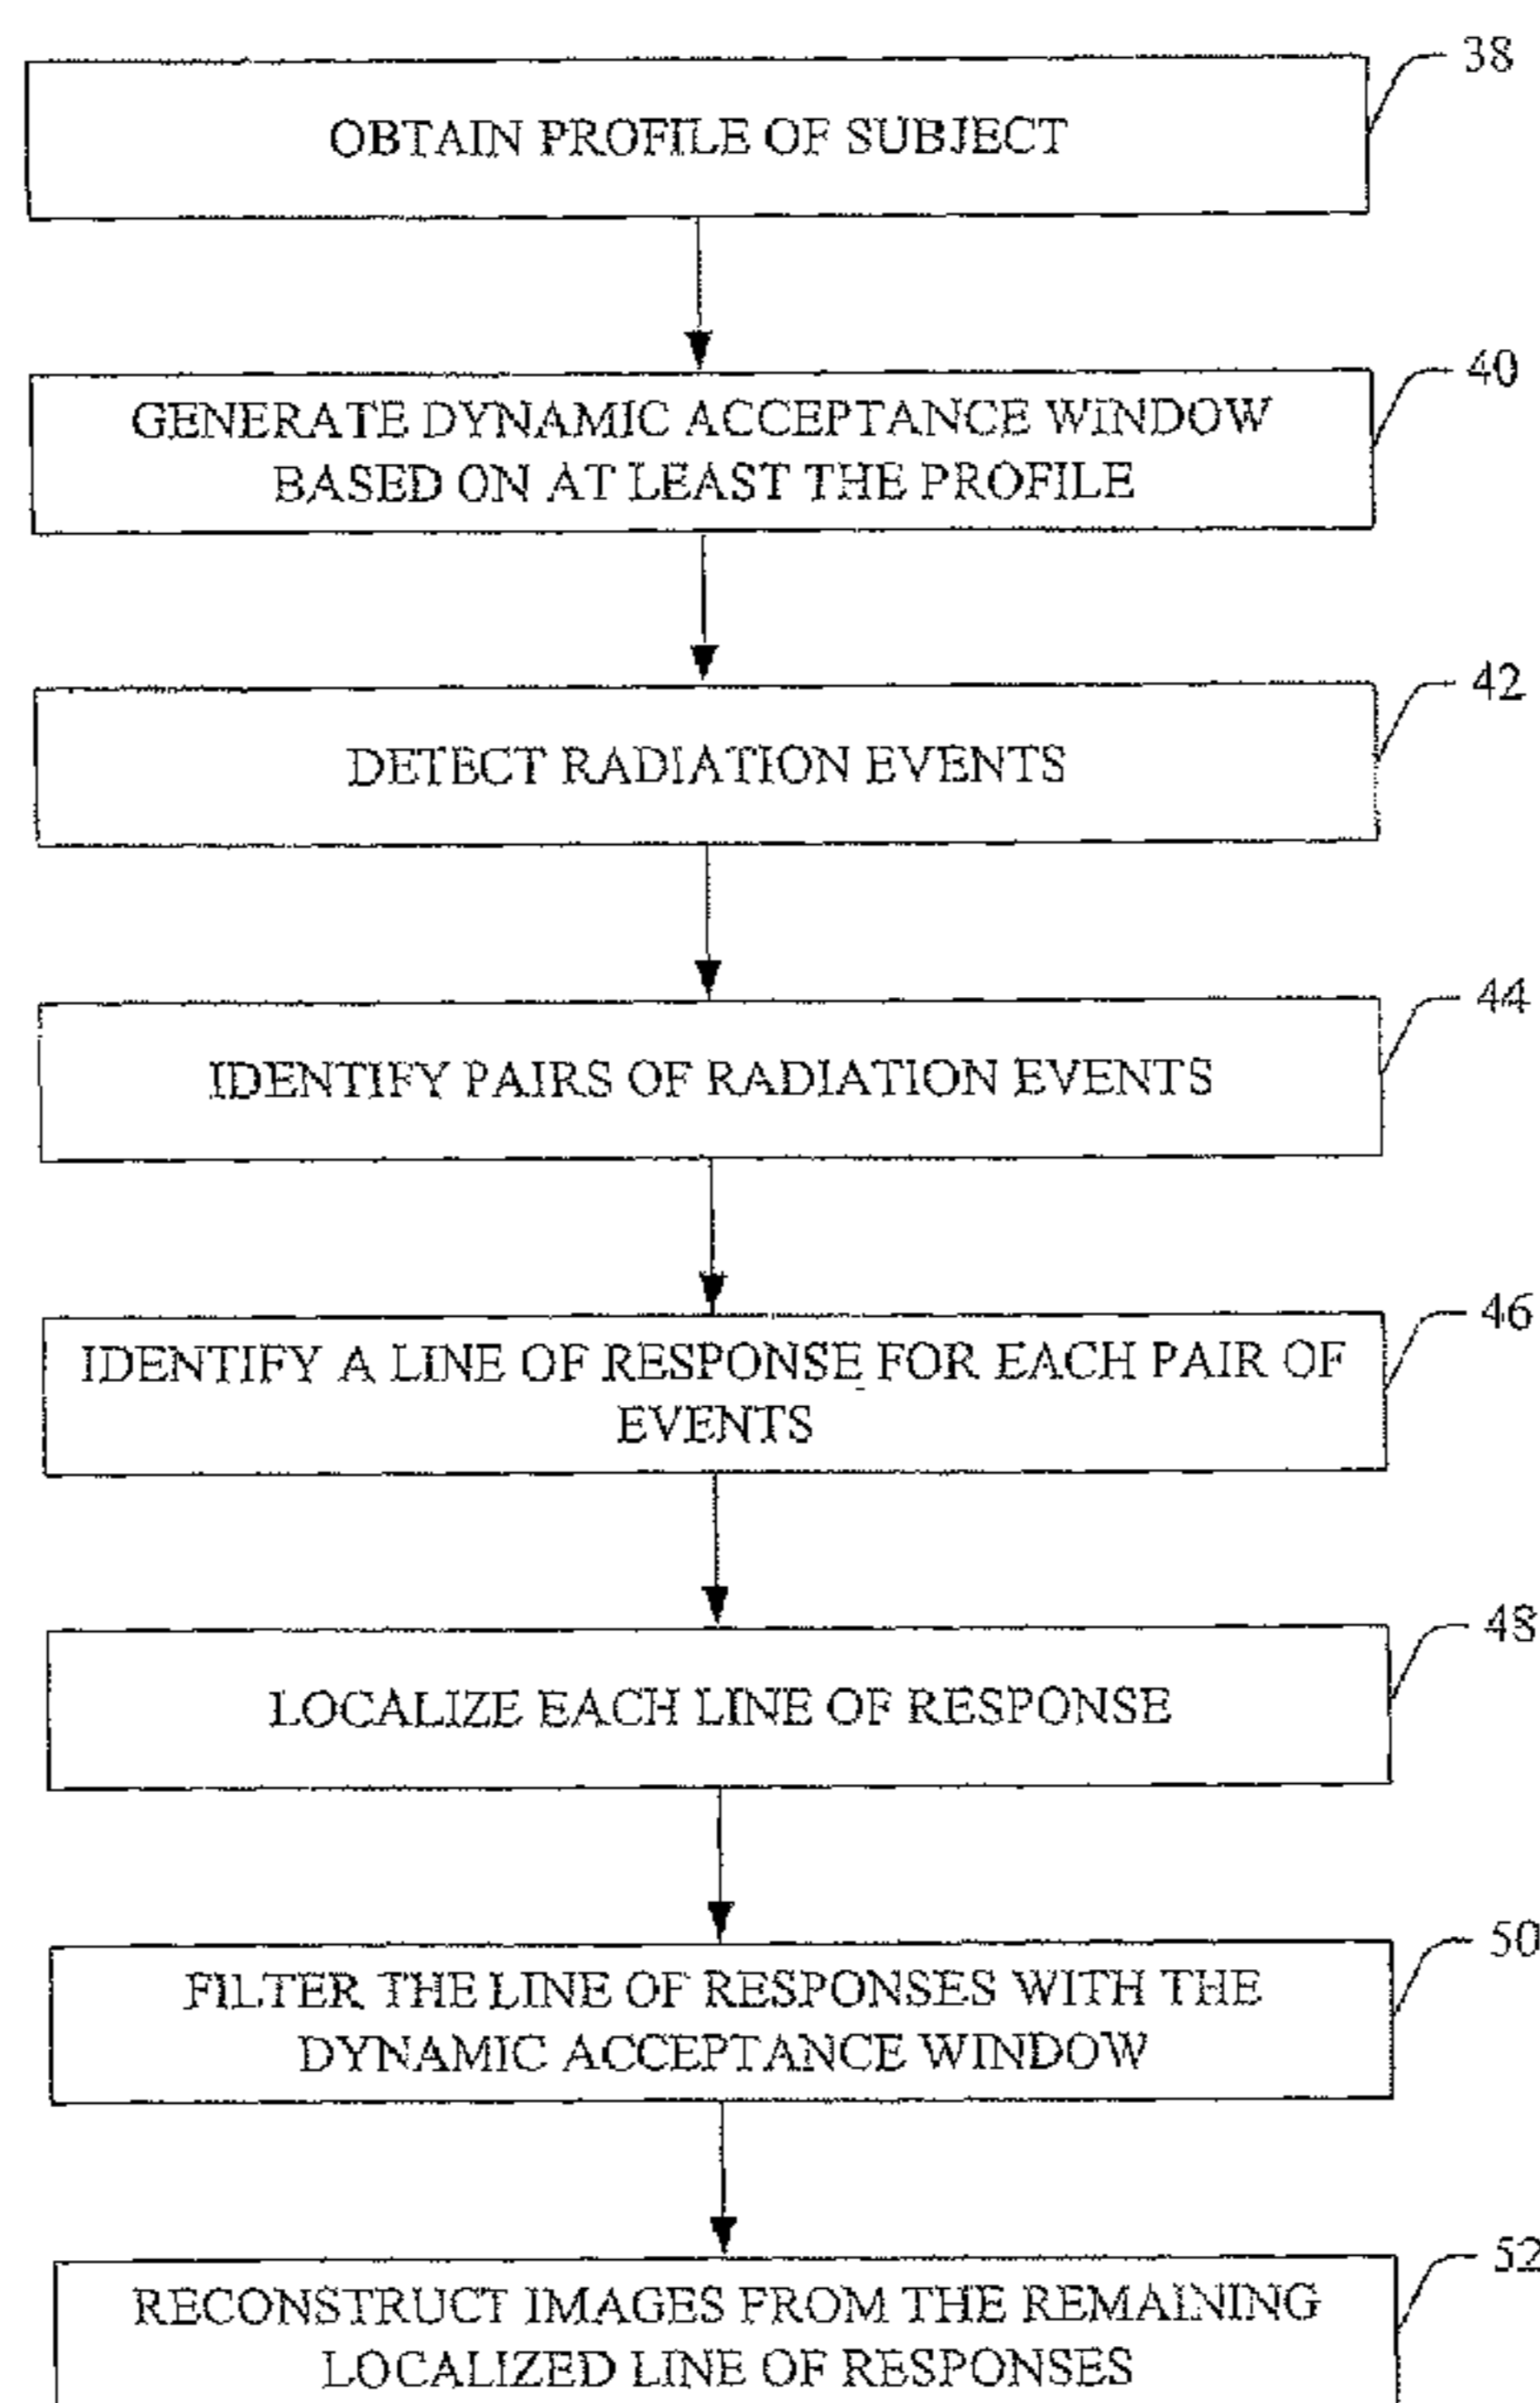 38
OBTAIN PROFILE OF SUBJECT
40
GENERATE DYNAMIC ACCEPTANCE WINDOW
BASED ON AT LEAST THE PROFILE
42
DETECT RADIATION EVENTS
44
IDENTIFY PAIRS OF RADIATION EVENTS
46
IDENTIFY A LINE OF RESPONSE FOR EACH PAIR OF
EVENTS
48
LOCALIZE EACH LINE OF RESPONSE
50
FILTER THE LINE OF RESPONSES WITH THE
DYNAMIC ACCEPTANCE WINDOW
52
RECONSTRUCT IMAGES FROM THE REMAINING
LOCALIZED LINE OF RESPONSES